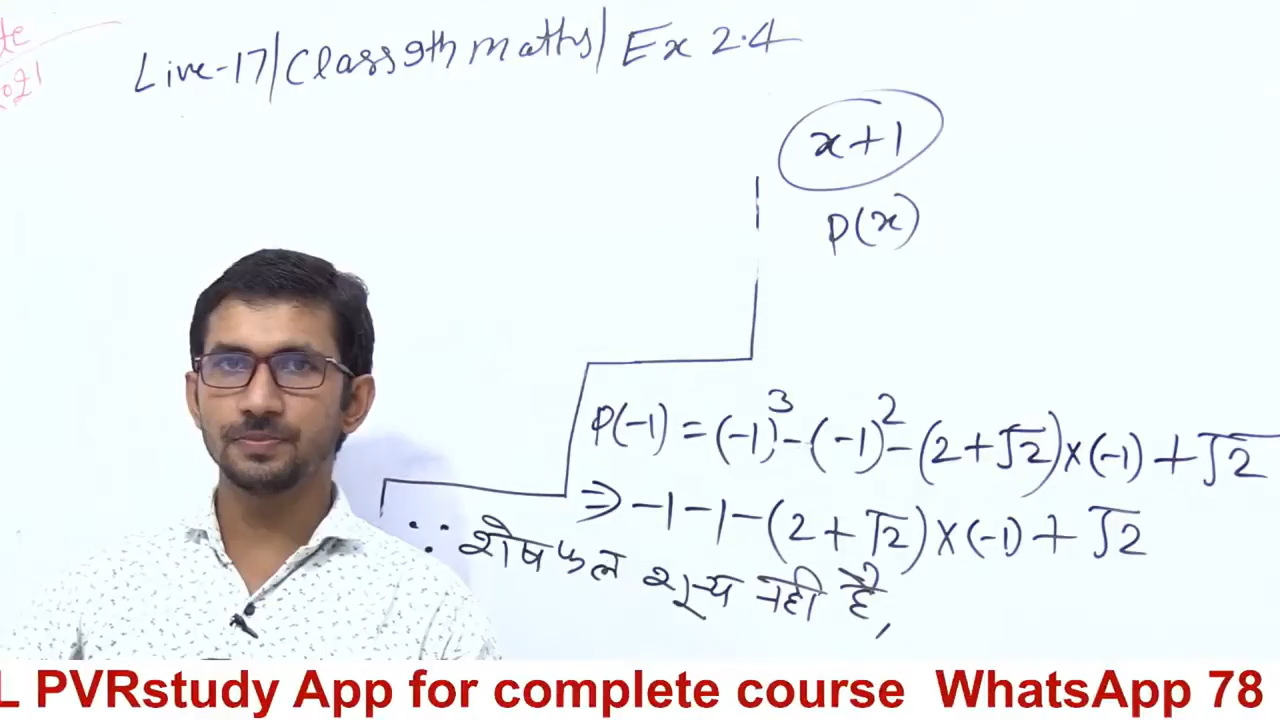 Live-17/Class 9th maths/ Ex 2.4
x+1
P(x)
P(-1) = (-1)³-(-1)²-(2+√2)×(-1)+√2
⇒ -1-1-(2+√2)×(-1)+√2
∵ शेषफल शून्य नहीं है,
PVRstudy App for complete course WhatsApp 78